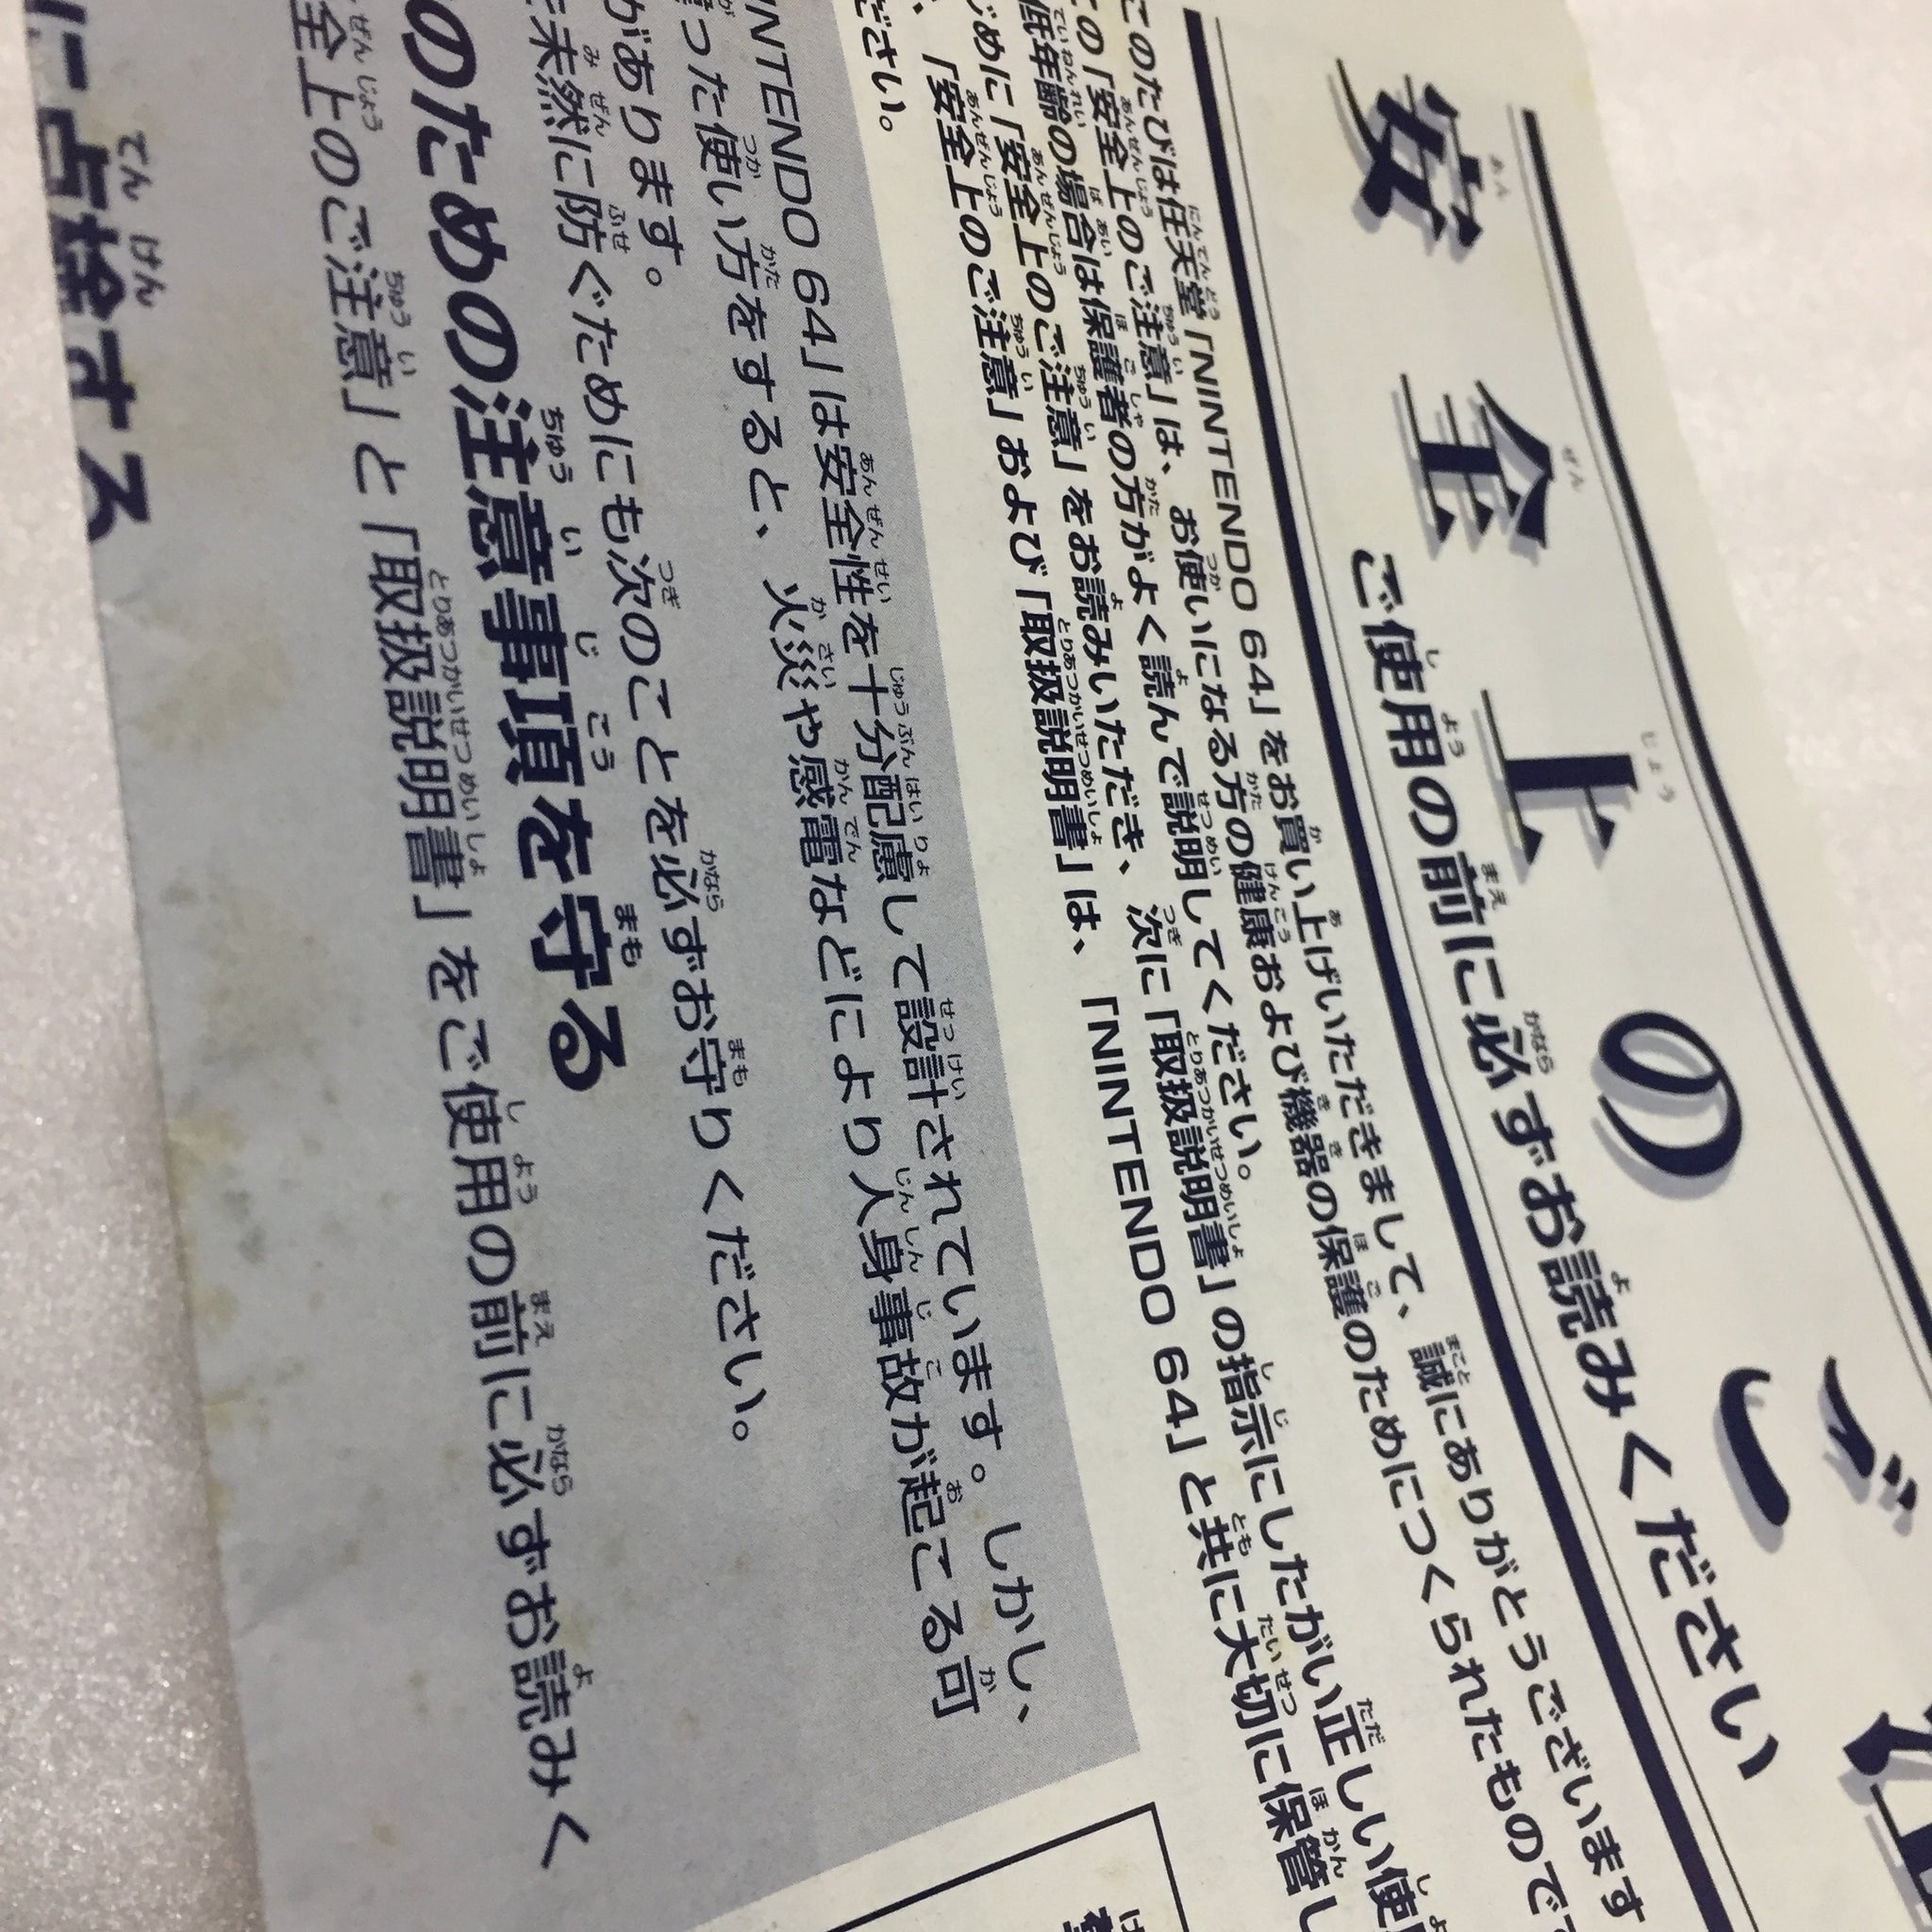 安全上のご注
ご使用の前に必ずお読みください
このたびは任天堂「NINTENDO 64」をお買い上げいただきまして、誠にありがとうございます
この「安全上のご注意」は、お使いになる方の健康および機器の保護のためにつくられたもので
低年齢の場合は保護者の方がよく読んで説明してください。
じめに「安全上のご注意」をお読みいただき、次に「取扱説明書」の指示にしたがい正しい使
、「安全上のご注意」および「取扱説明書」は、「NINTENDO 64」と共に大切に保管し
ださい。
NINTENDO 64」は安全性を十分配慮して設計されています。しかし、
違った使い方をすると、火災や感電などにより人身事故が起こる可
があります。
を未然に防ぐためにも次のことを必ずお守りください。
のための注意事項を守る
全上のご注意」と「取扱説明書」をご使用の前に必ずお読みく
に点検する